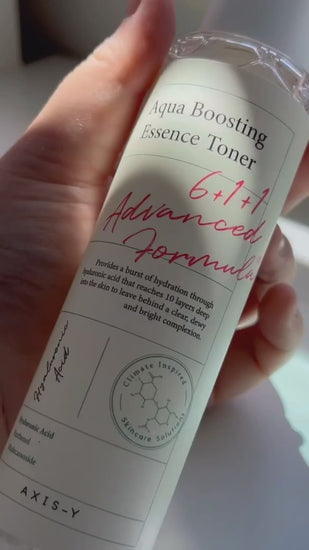 Aqua Boosting
Essence Toner
6+1+1
Advanced
Formula
Provides a burst of hydration through
hyaluronic acid that reaches 10 layers deep
into the skin to leave behind a clear, dewy
and bright complexion.
Hyaluronic
Acid
Climate Inspired
Skincare Solutions
Hyaluronic Acid
AXIS-Y